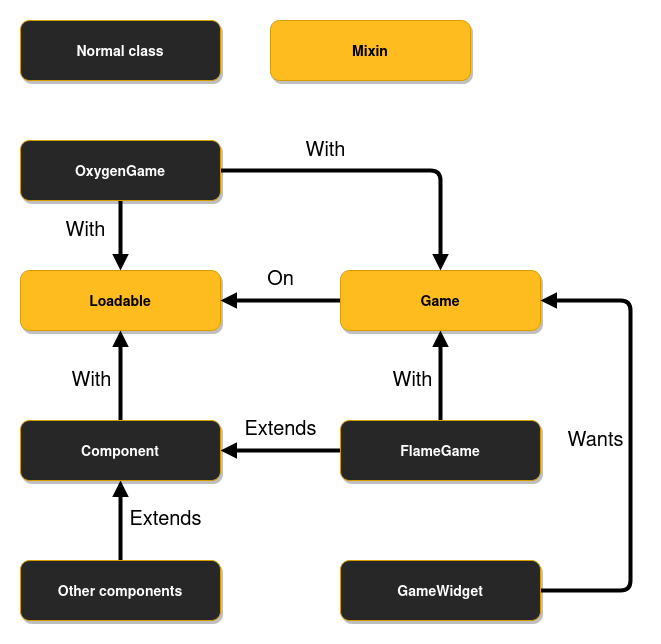 Normal class
Mixin
With
OxygenGame
With
On
Loadable
Game
With
With
Extends
Wants
Component
FlameGame
Extends
Other components
GameWidget